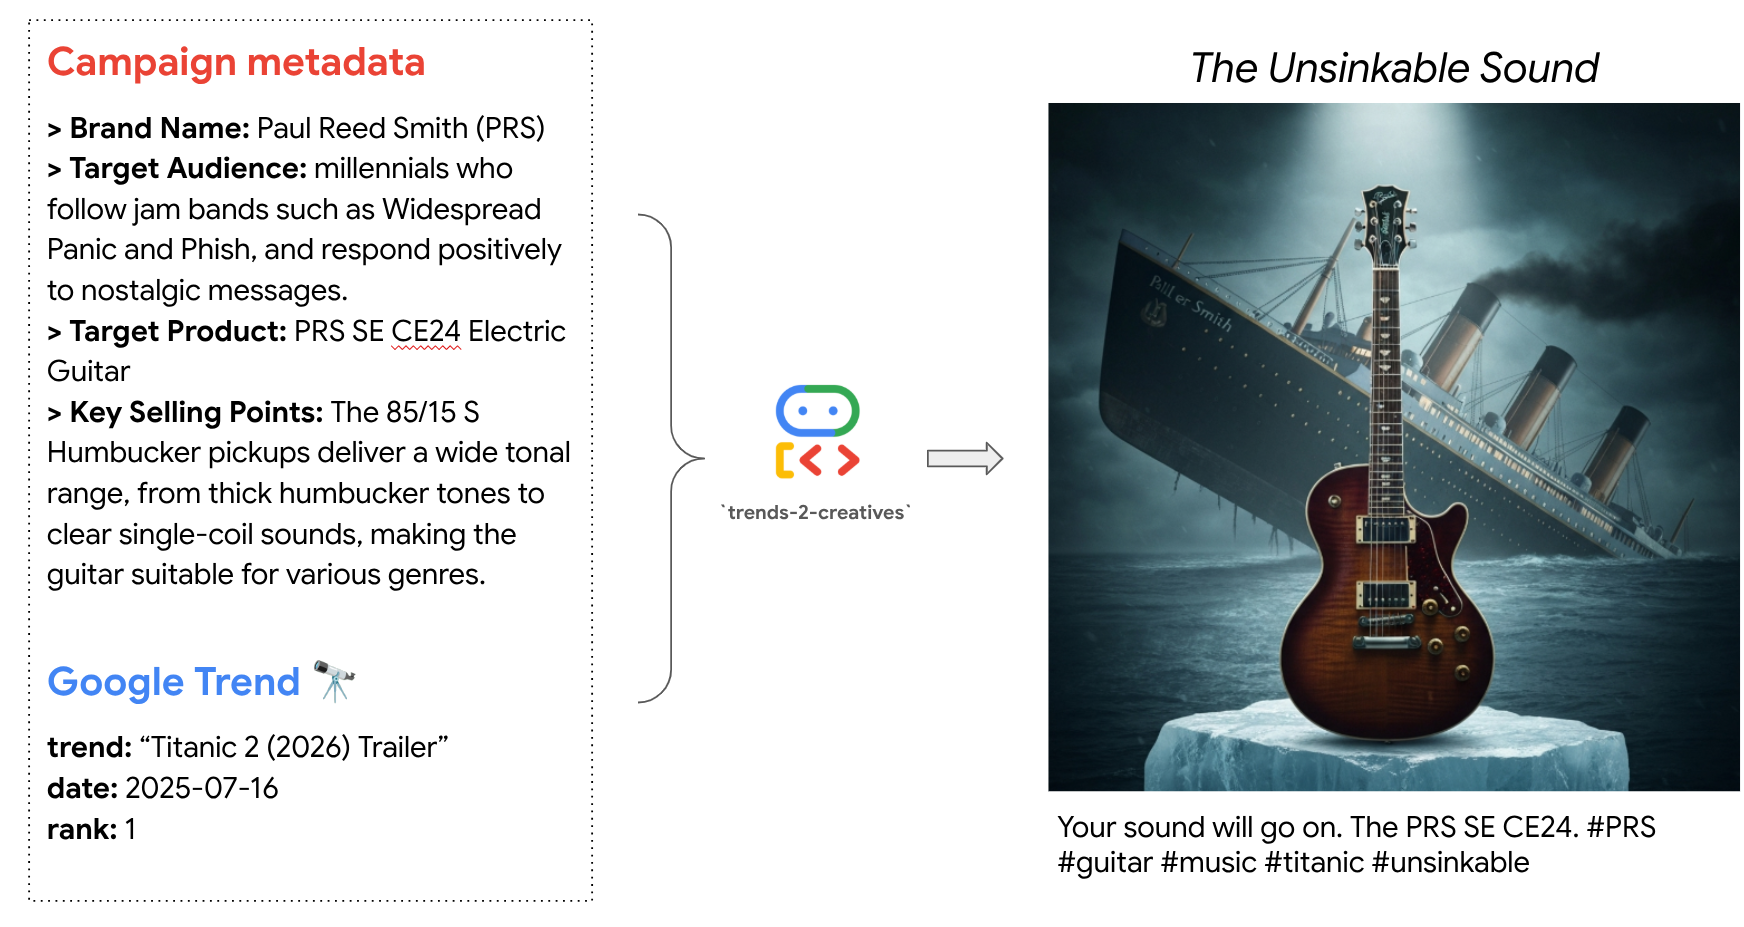 Campaign metadata
> Brand Name: Paul Reed Smith (PRS)
> Target Audience: millennials who
follow jam bands such as Widespread
Panic and Phish, and respond positively
to nostalgic messages.
> Target Product: PRS SE CE24 Electric
Guitar
> Key Selling Points: The 85/15 S
Humbucker pickups deliver a wide tonal
range, from thick humbucker tones to
clear single-coil sounds, making the
guitar suitable for various genres.
Google Trend
trend: “Titanic 2 (2026) Trailer”
date: 2025-07-16
rank: 1
`trends-2-creatives`
The Unsinkable Sound
er Smith
Your sound will go on. The PRS SE CE24. #PRS
#guitar #music #titanic #unsinkable